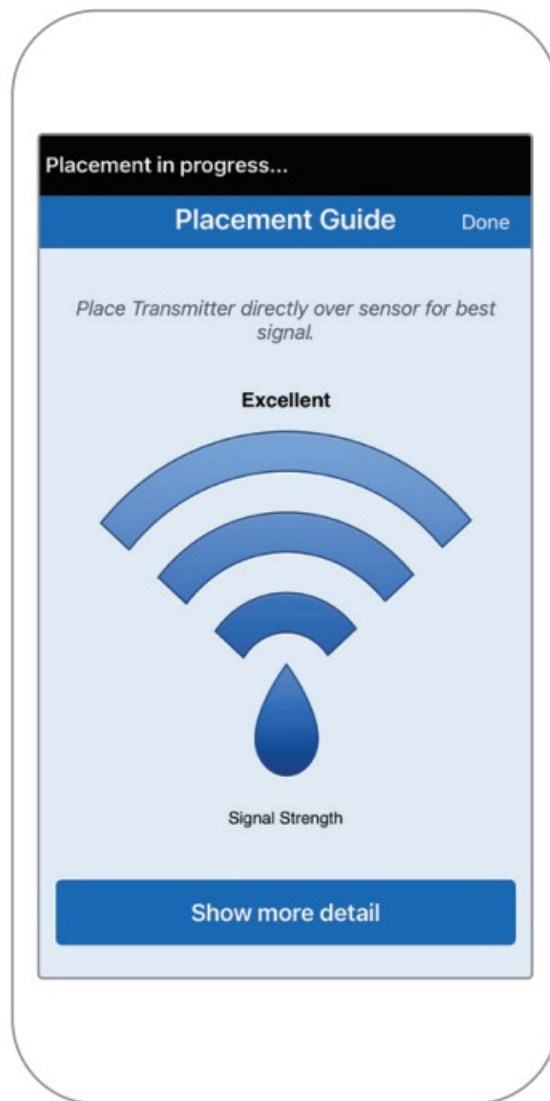 Placement in progress...
Placement Guide
Done
Place Transmitter directly over sensor for best
signal.
Excellent
Signal Strength
Show more detail